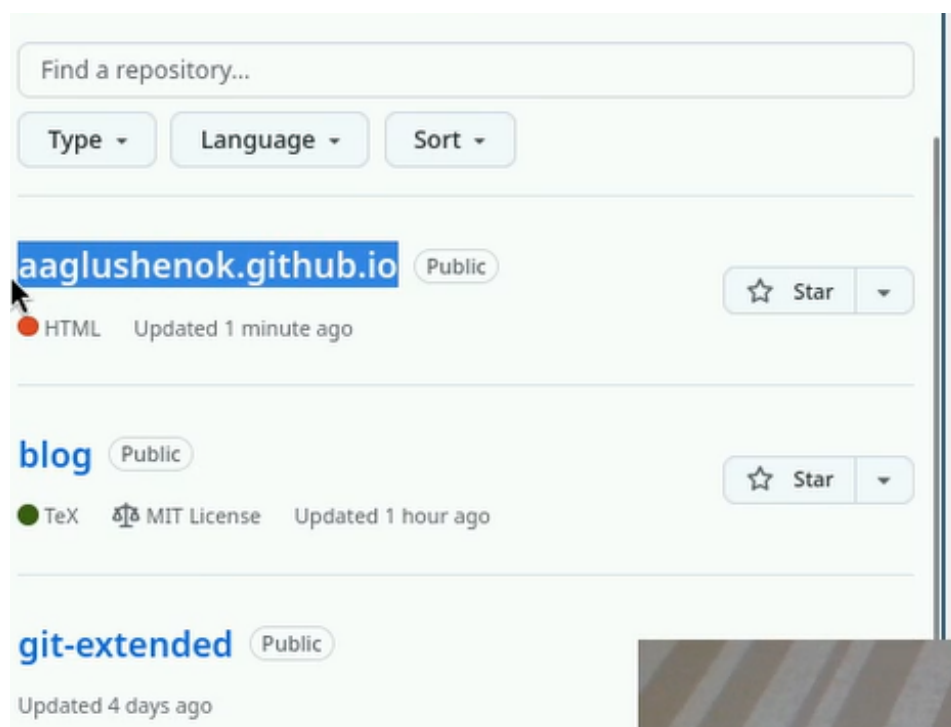 Find a repository...
Type Language Sort
aaglushenok.github.io Public
Star
HTML Updated 1 minute ago
blog Public
Star
TeX MIT License Updated 1 hour ago
git-extended Public
Updated 4 days ago